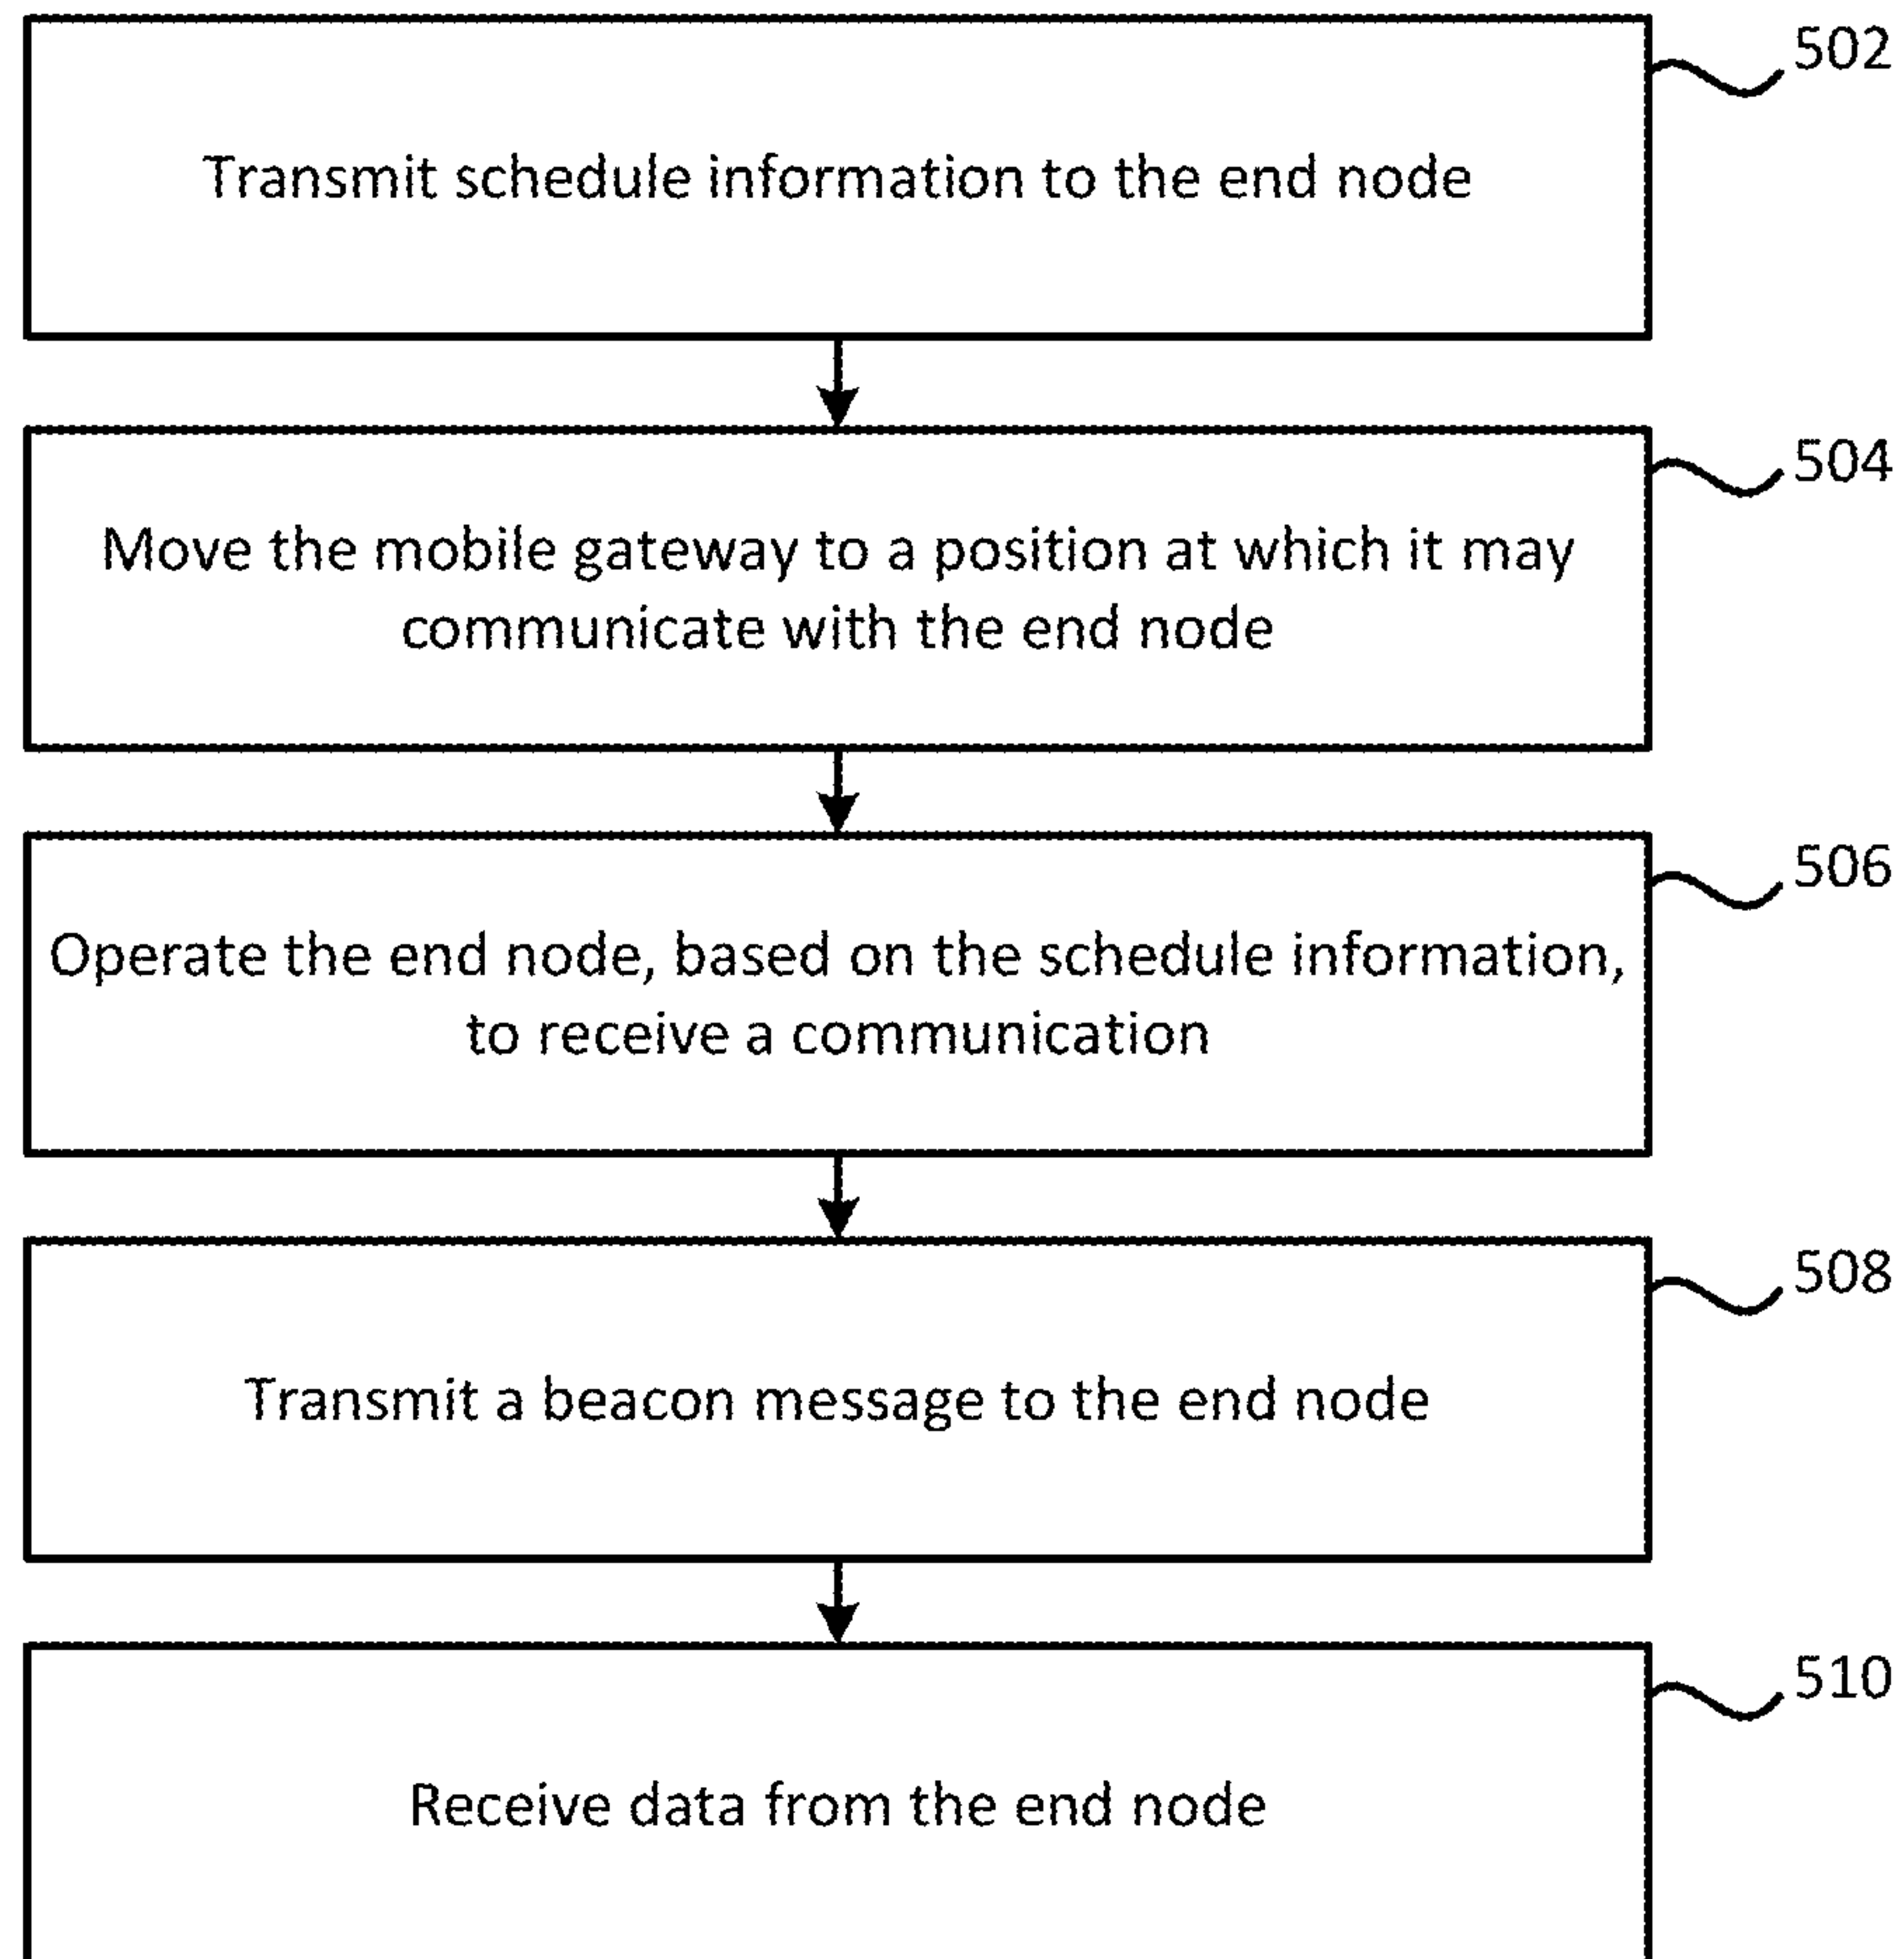 502
Transmit schedule information to the end node
504
Move the mobile gateway to a position at which it may
communicate with the end node
506
Operate the end node, based on the schedule information,
to receive a communication
508
Transmit a beacon message to the end node
510
Receive data from the end node